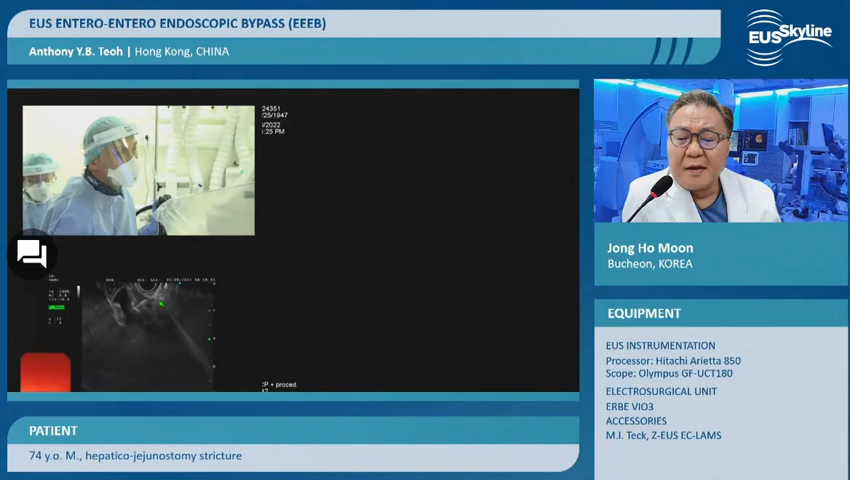 EUS ENTERO-ENTERO ENDOSCOPIC BYPASS (EEEB)
Anthony Y.B. Teoh | Hong Kong, CHINA
EUSSkyline
24351
/25/1947
/2022
:25 PM
CP + proced.
Jong Ho Moon
Bucheon, KOREA
EQUIPMENT
EUS INSTRUMENTATION
Processor: Hitachi Arietta 850
Scope: Olympus GF-UCT180
ELECTROSURGICAL UNIT
ERBE VIO3
ACCESSORIES
M.I. Teck, Z-EUS EC-LAMS
PATIENT
74 y.o. M., hepatico-jejunostomy stricture